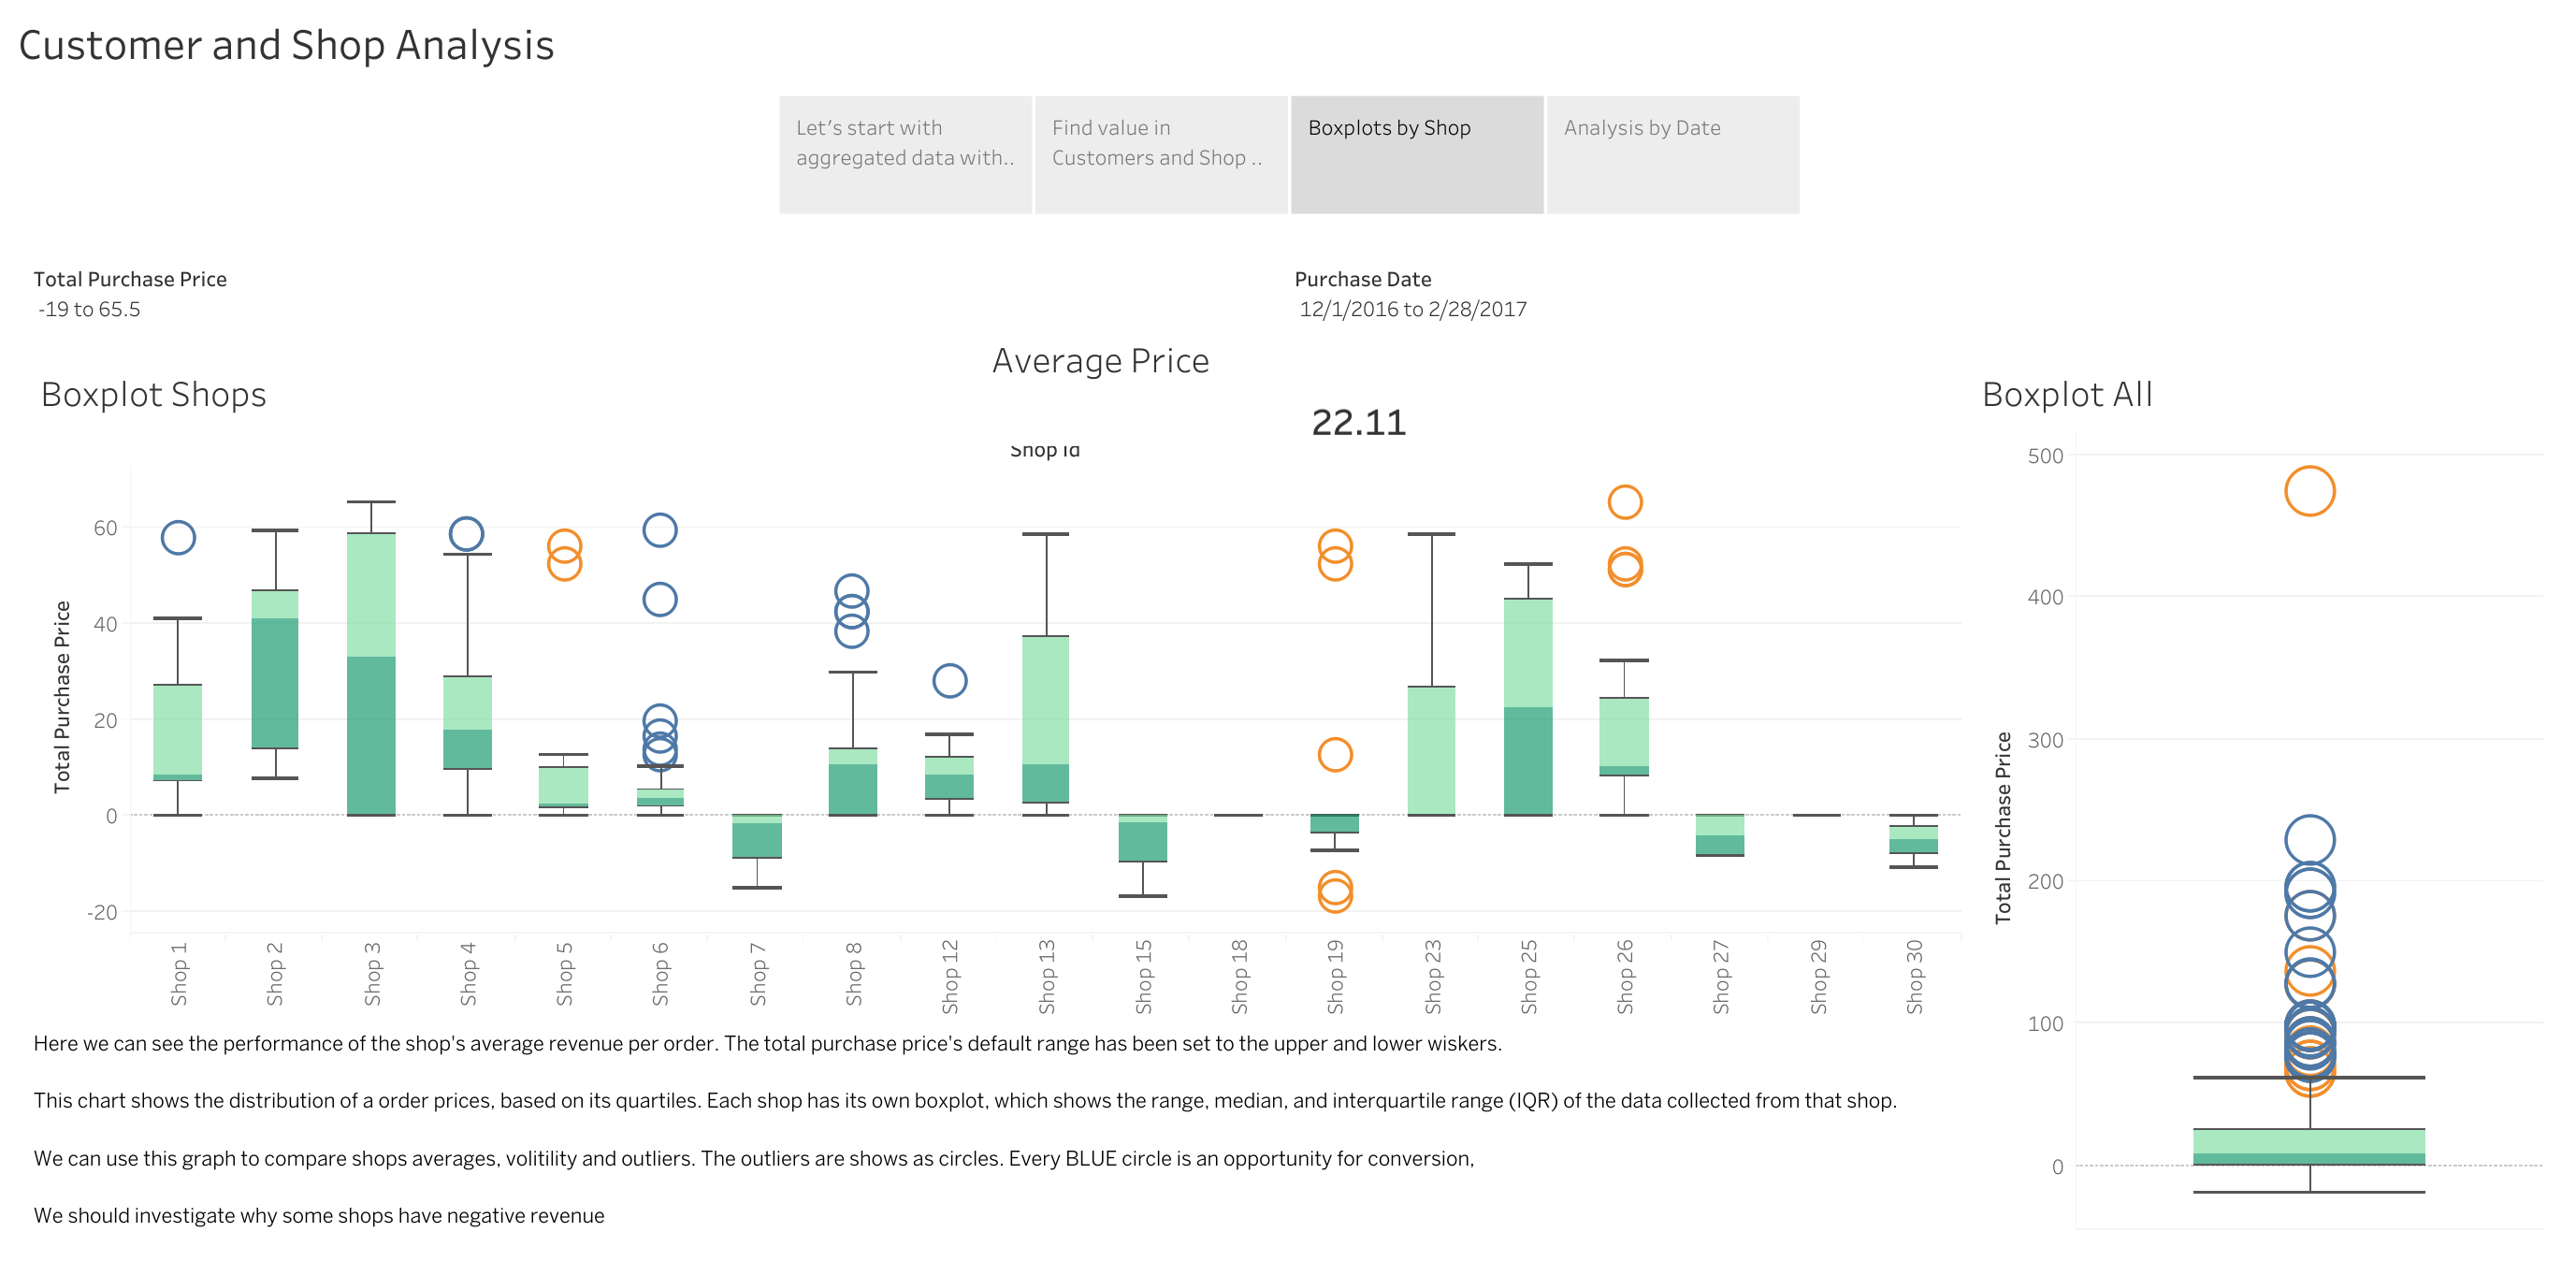 Customer and Shop Analysis
Let’s start with
aggregated data with..
Find value in
Customers and Shop ..
Boxplots by Shop
Analysis by Date
Total Purchase Price
-19 to 65.5
Purchase Date
12/1/2016 to 2/28/2017
Average Price
22.11
Boxplot Shops
Shop Id
Total Purchase Price
60
40
20
0
-20
Shop 1
Shop 2
Shop 3
Shop 4
Shop 5
Shop 6
Shop 7
Shop 8
Shop 12
Shop 13
Shop 15
Shop 18
Shop 19
Shop 23
Shop 25
Shop 26
Shop 27
Shop 29
Shop 30
Boxplot All
Total Purchase Price
500
400
300
200
100
0
Here we can see the performance of the shop's average revenue per order. The total purchase price's default range has been set to the upper and lower wiskers.
This chart shows the distribution of a order prices, based on its quartiles. Each shop has its own boxplot, which shows the range, median, and interquartile range (IQR) of the data collected from that shop.
We can use this graph to compare shops averages, volitility and outliers. The outliers are shows as circles. Every BLUE circle is an opportunity for conversion,
We should investigate why some shops have negative revenue